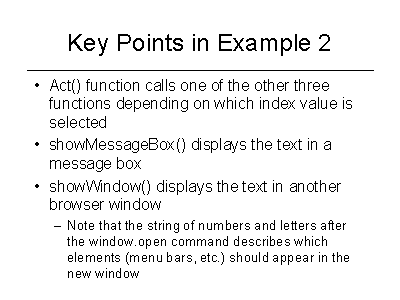 Key Points in Example 2
• Act() function calls one of the other three
functions depending on which index value is
selected
• showMessageBox() displays the text in a
message box
• showWindow() displays the text in another
browser window
– Note that the string of numbers and letters after
the window.open command describes which
elements (menu bars, etc.) should appear in the
new window